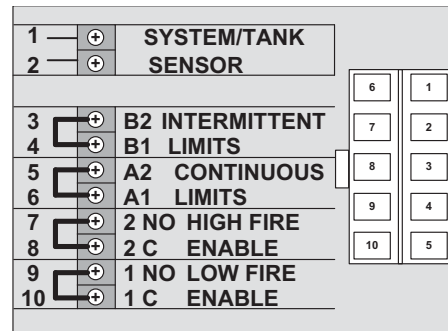 1 SYSTEM/TANK
2 SENSOR
3 B2 INTERMITTENT
4 B1 LIMITS
5 A2 CONTINUOUS
6 A1 LIMITS
7 2 NO HIGH FIRE
8 2 C ENABLE
9 1 NO LOW FIRE
10 1 C ENABLE
6 1
7 2
8 3
9 4
10 5